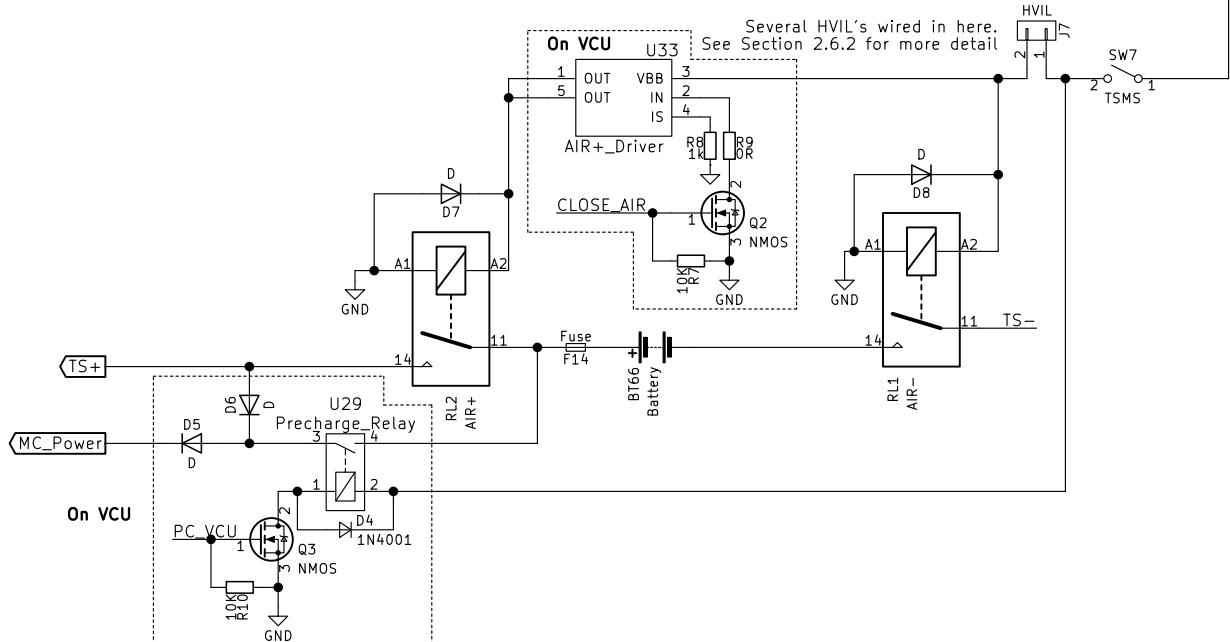 HVIL
J7
2
1
Several HVIL's wired in here.
See Section 2.6.2 for more detail
SW7
2
1
TSMS
On VCU
U33
1
OUT
VBB
3
5
OUT
IN
2
IS
4
AIR+_Driver
R8
1k
R9
0R
CLOSE_AIR
1
2
3
Q2
NMOS
10K
R7
GND
D
D7
D
D8
A1
A2
GND
A1
A2
GND
11
14
RL2
AIR+
Fuse
F14
+
BT66
Battery
14
11
TS-
RL1
AIR-
TS+
D6
D
U29
Precharge_Relay
3
4
MC_Power
D5
D
1
2
On VCU
D4
1N4001
PC_VCU
1
2
3
Q3
NMOS
10K
R10
GND